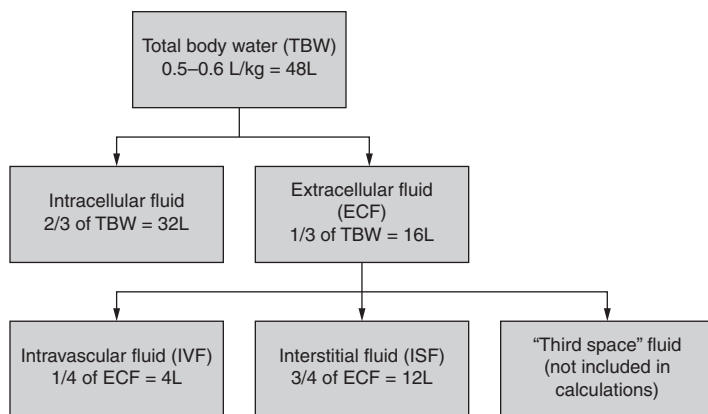 Total body water (TBW)
0.5–0.6 L/kg = 48L
Intracellular fluid
2/3 of TBW = 32L
Extracellular fluid
(ECF)
1/3 of TBW = 16L
Intravascular fluid (IVF)
1/4 of ECF = 4L
Interstitial fluid (ISF)
3/4 of ECF = 12L
“Third space” fluid
(not included in
calculations)